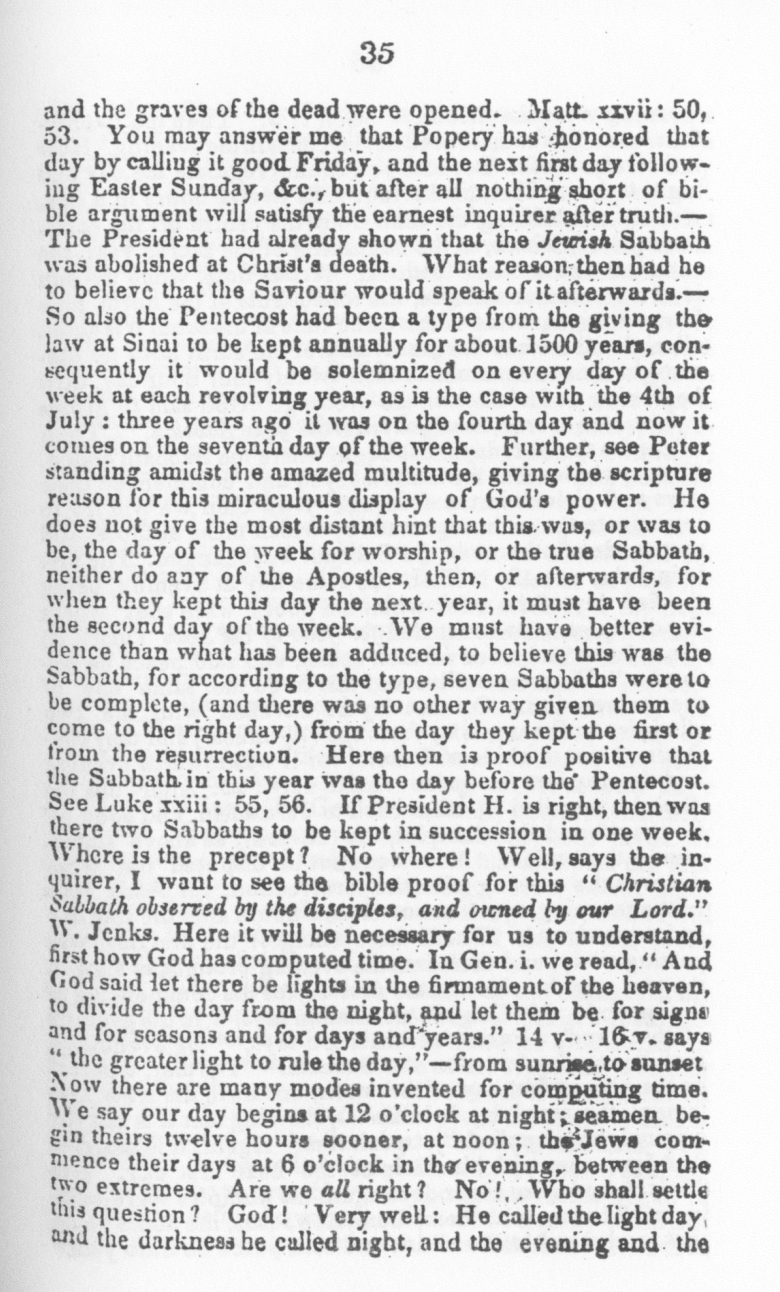 35
and the graves of the dead were opened. Matt. xxvii: 50,
53. You may answer me that Popery has honored that
day by calling it good Friday, and the next first day follow-
ing Easter Sunday, &c., but after all nothing short of bi-
ble argument will satisfy the earnest inquirer after truth.—
The President had already shown that the Jewish Sabbath
was abolished at Christ's death. What reason, then had he
to believe that the Saviour would speak of it afterwards.—
So also the Pentecost had been a type from the giving the
law at Sinai to be kept annually for about 1500 years, con-
sequently it would be solemnized on every day of the
week at each revolving year, as is the case with the 4th of
July : three years ago it was on the fourth day and now it
comes on the seventh day of the week. Further, see Peter
standing amidst the amazed multitude, giving the scripture
reason for this miraculous display of God's power. He
does not give the most distant hint that this was, or was to
be, the day of the week for worship, or the true Sabbath,
neither do any of the Apostles, then, or afterwards, for
when they kept this day the next year, it must have been
the second day of the week. We must have better evi-
dence than what has been adduced, to believe this was the
Sabbath, for according to the type, seven Sabbaths were to
be complete, (and there was no other way given them to
come to the right day,) from the day they kept the first or
from the resurrection. Here then is proof positive that
the Sabbath in this year was the day before the Pentecost.
See Luke xxiii : 55, 56. If President H. is right, then was
there two Sabbaths to be kept in succession in one week.
Where is the precept? No where! Well, says the in-
quirer, I want to see the bible proof for this " Christian
Sabbath observed by the disciples, and owned by our Lord."
W. Jenks. Here it will be necessary for us to understand,
first how God has computed time. In Gen. i. we read, " And
God said let there be lights in the firmament of the heaven,
to divide the day from the night, and let them be for signs
and for seasons and for days and years." 14 v. 16 v. says
" the greater light to rule the day,"—from sunrise to sunset
Now there are many modes invented for computing time.
We say our day begins at 12 o'clock at night; seamen be-
gin theirs twelve hours sooner, at noon; the Jews com-
mence their days at 6 o'clock in the evening, between the
two extremes. Are we all right? No! Who shall settle
this question? God! Very well: He called the light day,
and the darkness he called night, and the evening and the